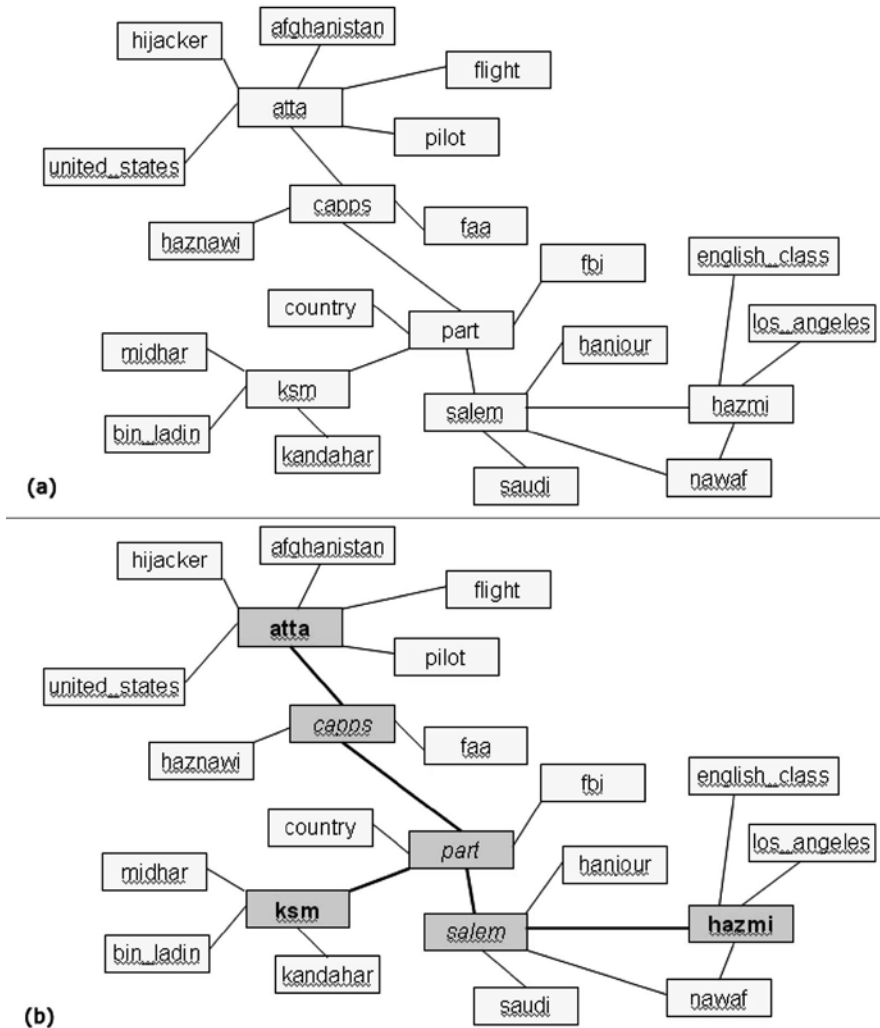 hijacker
afghanistan
flight
atta
pilot
united_states
capps
haznawi
faa
fbi
english_class
country
part
hanjour
los_angeles
midhar
ksm
salem
hazmi
bin_ladin
kandahar
saudi
nawaf
(a)
hijacker
afghanistan
flight
atta
pilot
united_states
capps
haznawi
faa
fbi
english_class
country
part
hanjour
los_angeles
midhar
ksm
salem
hazmi
bin_ladin
kandahar
saudi
nawaf
(b)